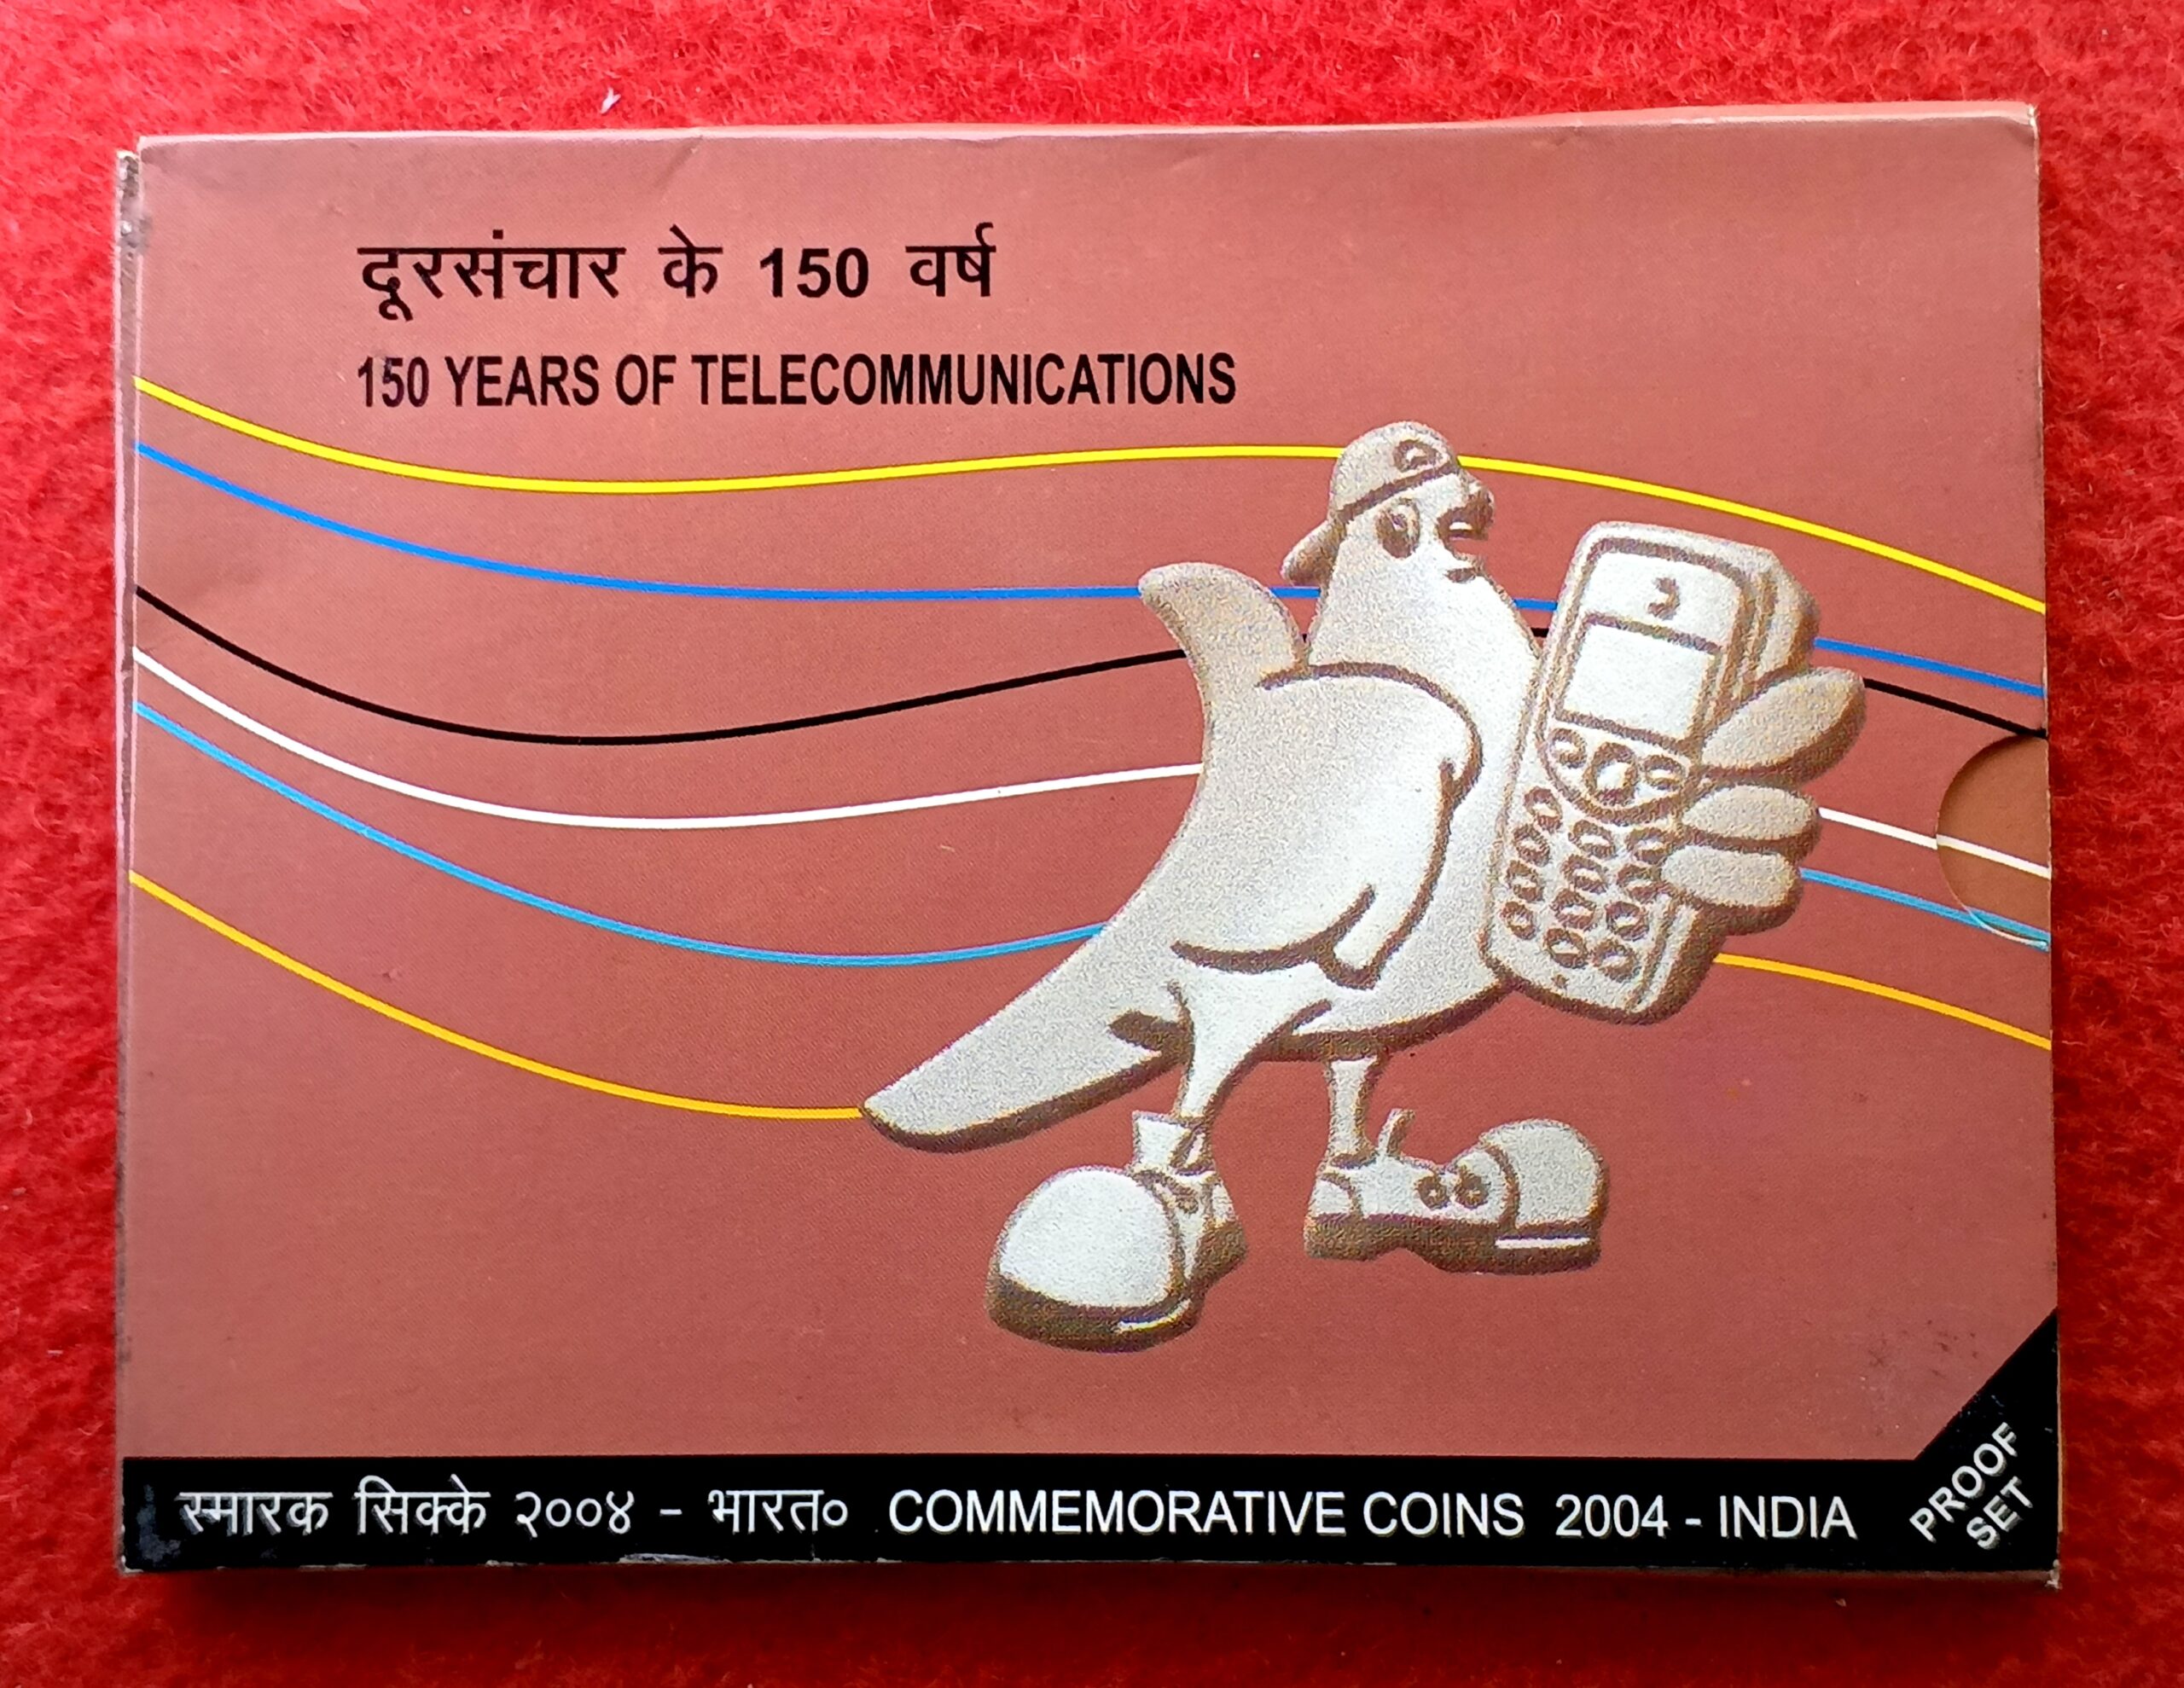 दूरसंचार के 150 वर्ष
150 YEARS OF TELECOMMUNICATIONS
स्मारक सिक्के २००४ - भारत० COMMEMORATIVE COINS 2004 - INDIA
PROOF
SET